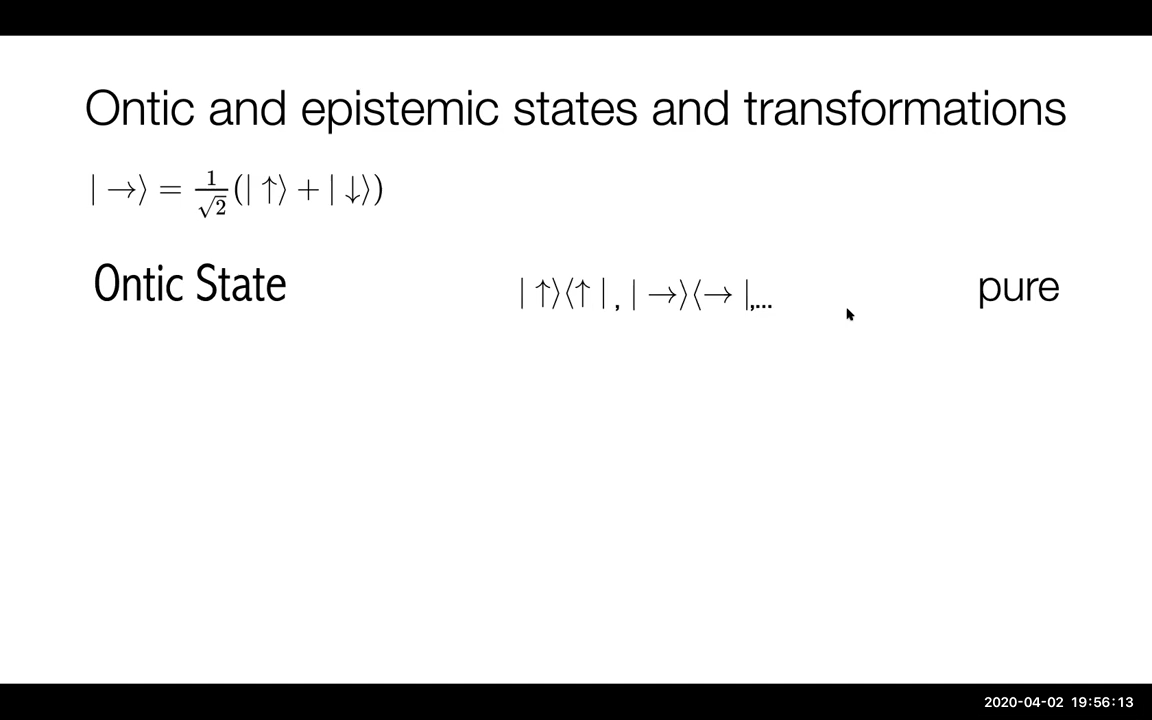 Ontic and epistemic states and transformations
| →⟩ = 1/√2 (| ↑⟩ + | ↓⟩)
Ontic State | ↑⟩⟨↑ |, | →⟩⟨→ |,... pure
2020-04-02 19:56:13